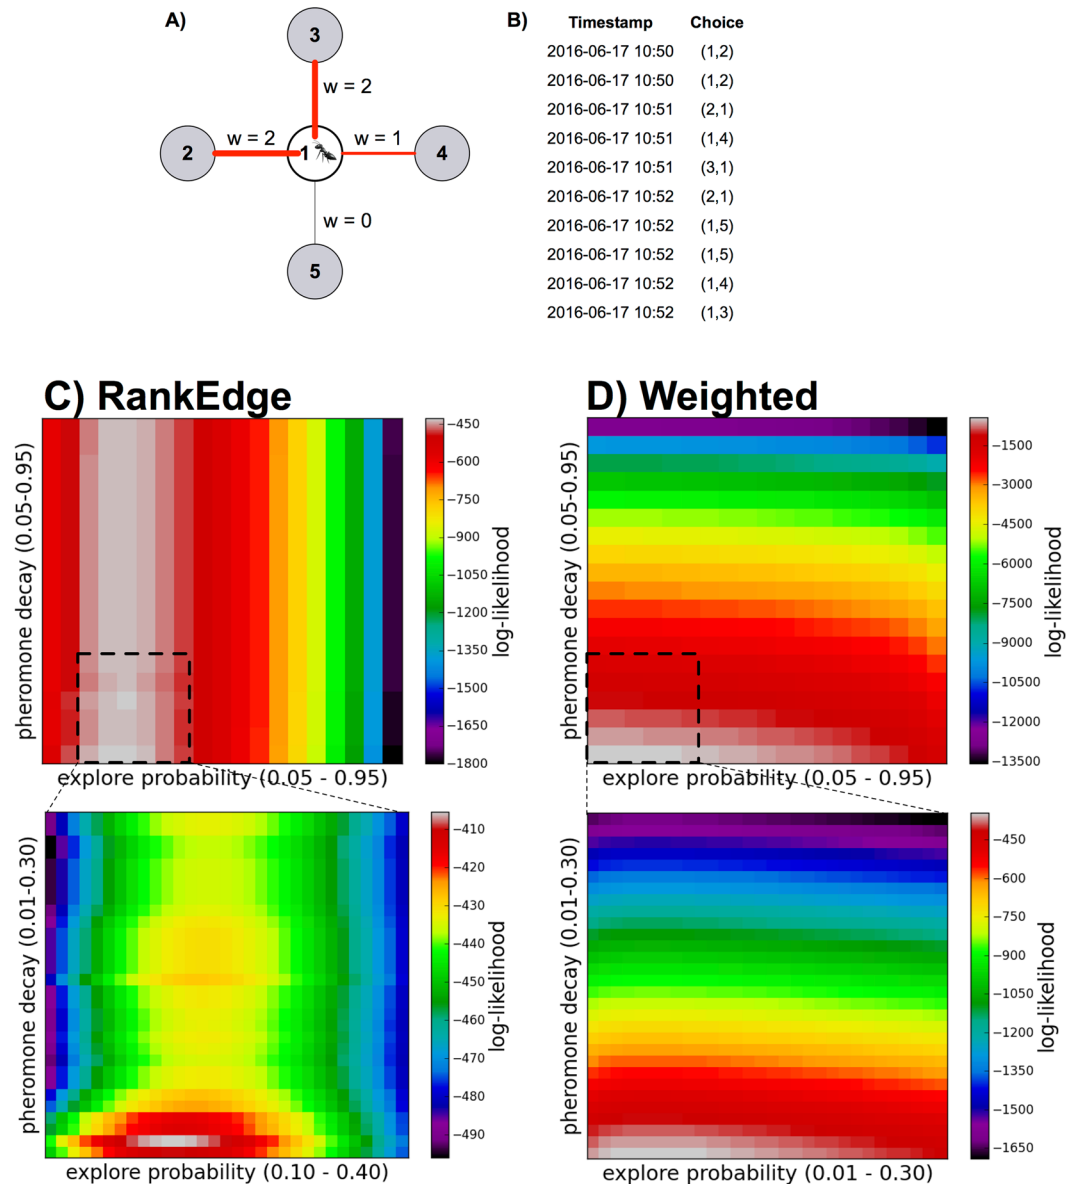 A)
3
w = 2
w = 2
w = 1
2
1
4
w = 0
5
B)
Timestamp Choice
2016-06-17 10:50 (1,2)
2016-06-17 10:50 (1,2)
2016-06-17 10:51 (2,1)
2016-06-17 10:51 (1,4)
2016-06-17 10:51 (3,1)
2016-06-17 10:52 (2,1)
2016-06-17 10:52 (1,5)
2016-06-17 10:52 (1,5)
2016-06-17 10:52 (1,4)
2016-06-17 10:52 (1,3)
C) RankEdge
pheromone decay (0.05-0.95)
explore probability (0.05 - 0.95)
−450
−600
−750
−900
−1050
−1200
−1350
−1500
−1650
−1800
log-likelihood
D) Weighted
pheromone decay (0.05-0.95)
explore probability (0.05 - 0.95)
−1500
−3000
−4500
−6000
−7500
−9000
−10500
−12000
−13500
log-likelihood
pheromone decay (0.01-0.30)
explore probability (0.10 - 0.40)
−410
−420
−430
−440
−450
−460
−470
−480
−490
log-likelihood
pheromone decay (0.01-0.30)
explore probability (0.01 - 0.30)
−450
−600
−750
−900
−1050
−1200
−1350
−1500
−1650
log-likelihood